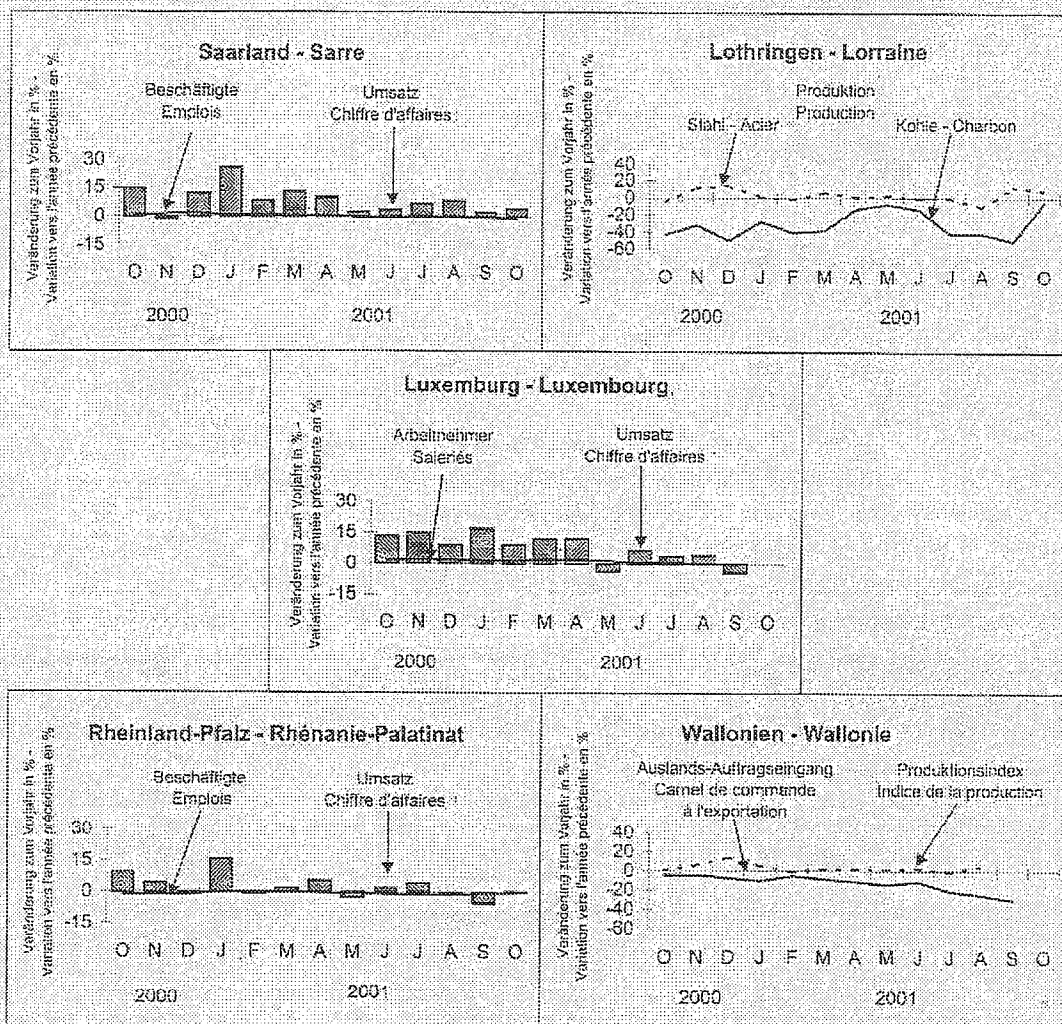 Saarland - Sarre
Veränderung zum Vorjahr in % -
Variation vers l'année précédente en %
Beschäftigte
Emplois
Umsatz
Chiffre d'affaires
30
15
0
-15
O N D J F M A M J J A S O
2000 2001
Lothringen - Lorraine
Veränderung zum Vorjahr in % -
Variation vers l'année précédente en %
Produktion
Production
Stahl - Acier
Kohle - Charbon
40
20
0
-20
-40
-60
O N D J F M A M J J A S O
2000 2001
Luxemburg - Luxembourg
Veränderung zum Vorjahr in % -
Variation vers l'année précédente en %
Arbeitnehmer
Salariés
Umsatz
Chiffre d'affaires
30
15
0
-15
O N D J F M A M J J A S O
2000 2001
Rheinland-Pfalz - Rhénanie-Palatinat
Veränderung zum Vorjahr in % -
Variation vers l'année précédente en %
Beschäftigte
Emplois
Umsatz
Chiffre d'affaires
30
15
0
-15
O N D J F M A M J J A S O
2000 2001
Wallonien - Wallonie
Veränderung zum Vorjahr in % -
Variation vers l'année précédente en %
Auslands-Auftragseingang
Carnet de commande
à l'exportation
Produktionsindex
Indice de la production
40
20
0
-20
-40
-60
O N D J F M A M J J A S O
2000 2001